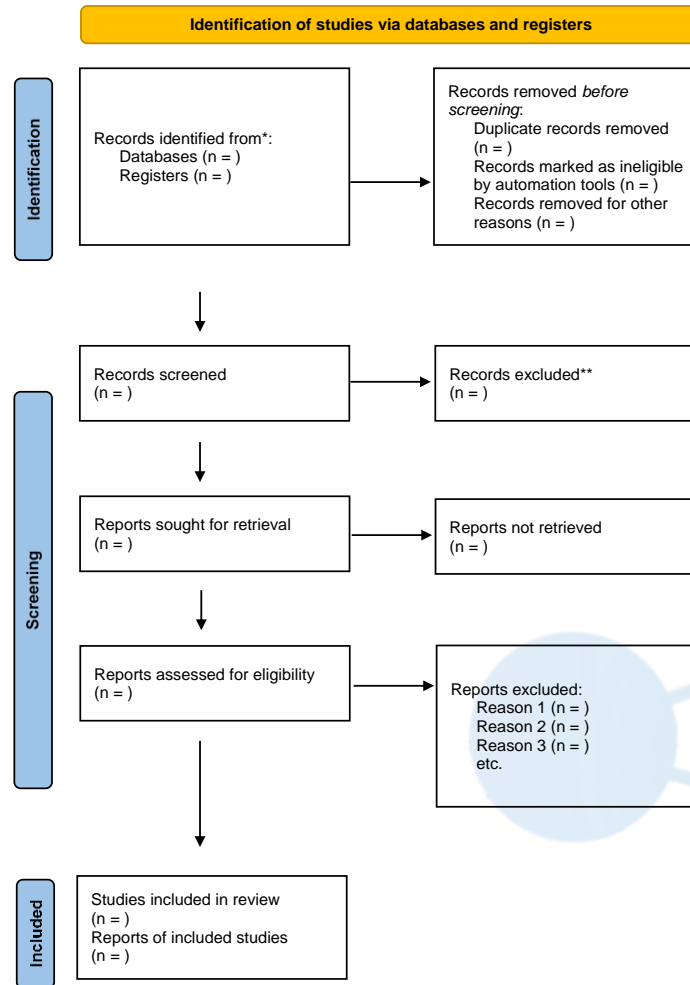 Identification of studies via databases and registers
Identification
Records identified from*:
Databases (n = )
Registers (n = )
Records removed before
screening:
Duplicate records removed
(n = )
Records marked as ineligible
by automation tools (n = )
Records removed for other
reasons (n = )
Screening
Records screened
(n = )
Records excluded**
(n = )
Reports sought for retrieval
(n = )
Reports not retrieved
(n = )
Reports assessed for eligibility
(n = )
Reports excluded:
Reason 1 (n = )
Reason 2 (n = )
Reason 3 (n = )
etc.
Included
Studies included in review
(n = )
Reports of included studies
(n = )